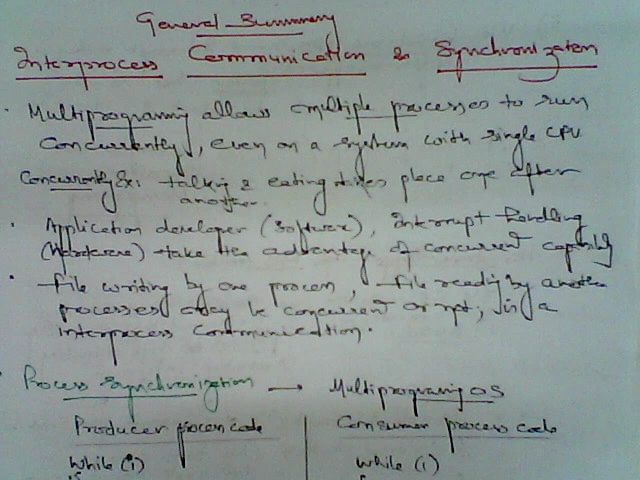 General Summary
Interprocess Communication & Synchronization
• Multiprograming allows multiple processes to run
concurrently, even on a system with single CPU
Concurrently Ex: talking & eating takes place one after
another.
• Application developer (Software), Interrupt handling
(Hardware) take the advantage of concurrent capability
• File writing by one process, file reading by another
processes may be concurrent or not, is a
Interprocess Communication.
• Process Synchronization → Multiprograming OS
Producer process code Consumer process code
while (1) while (1)